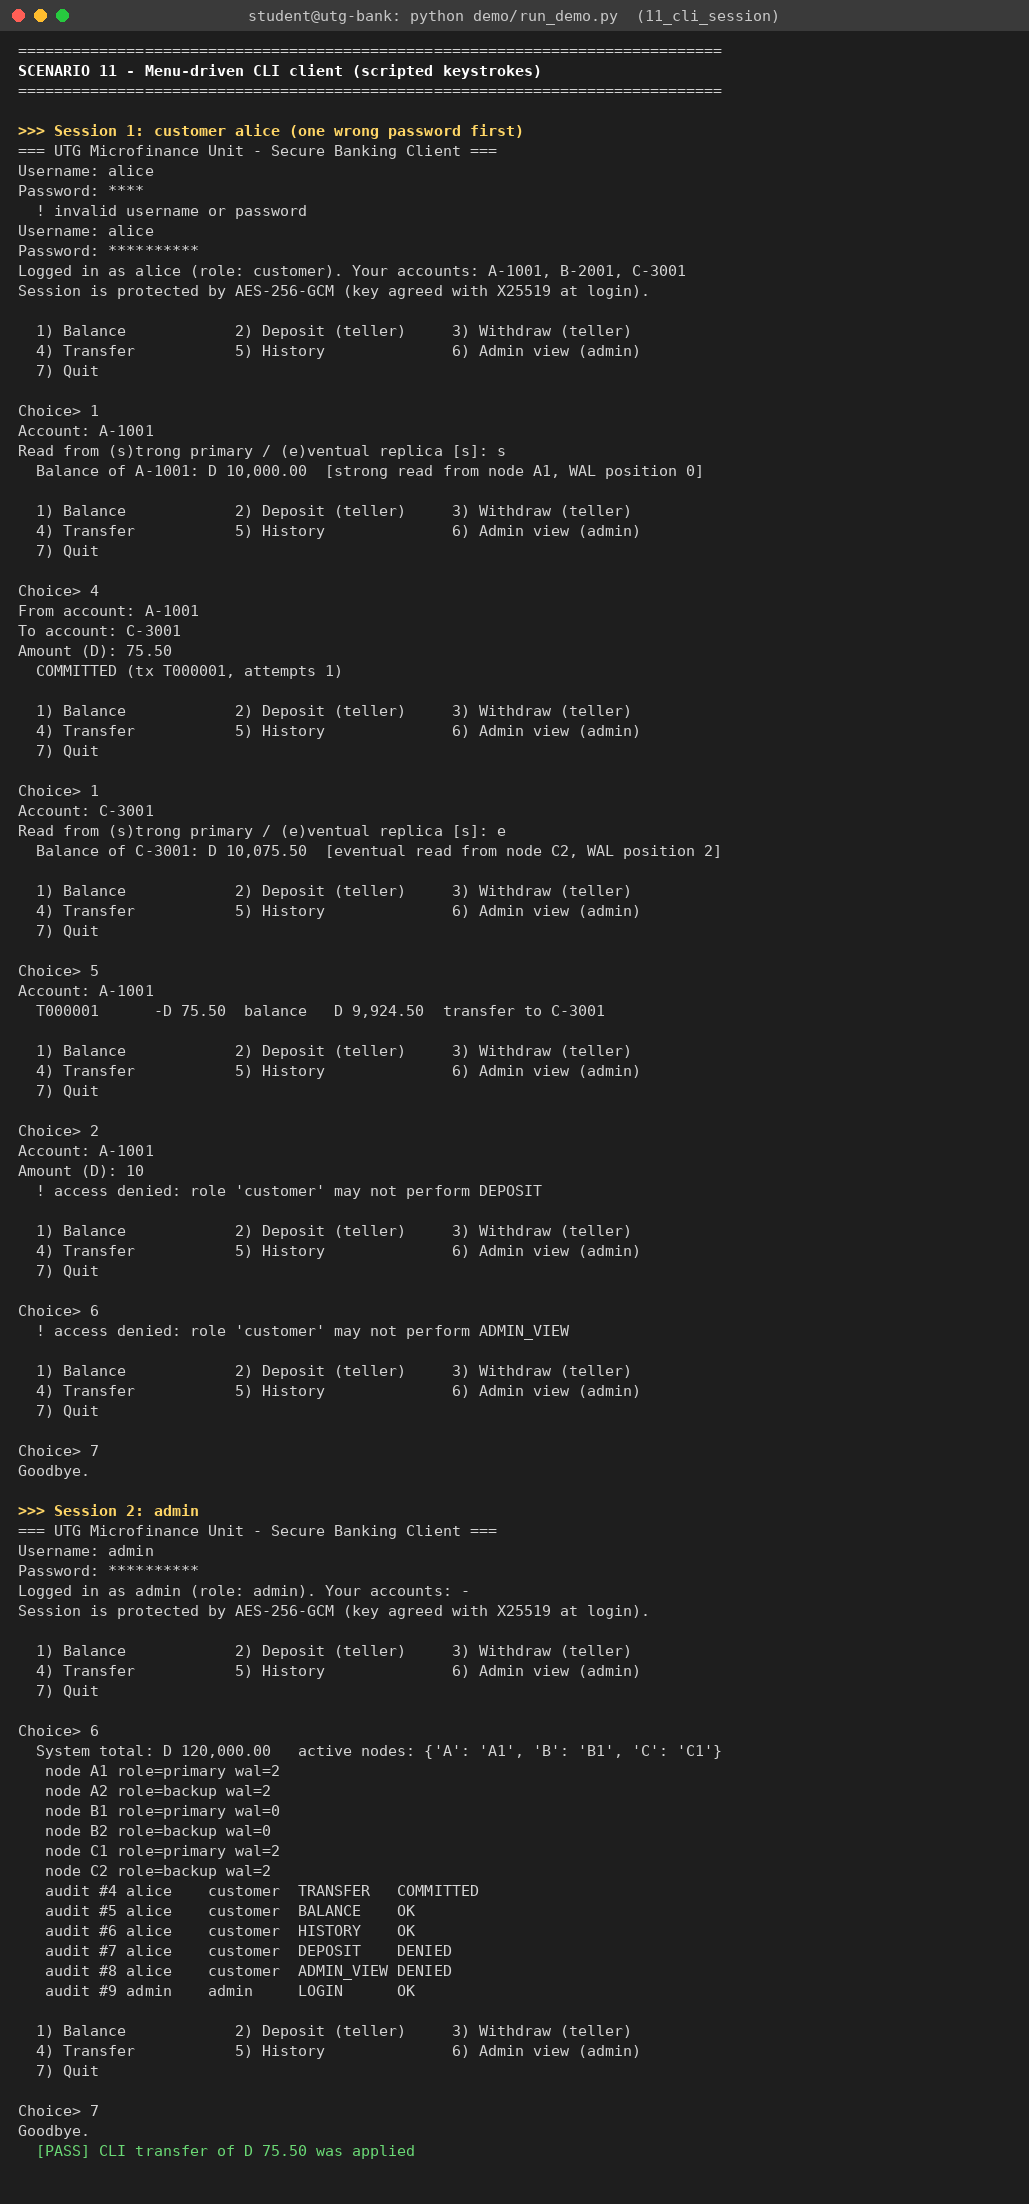 student@utg-bank: python demo/run_demo.py  (11_cli_session)
==============================================================================
SCENARIO 11 - Menu-driven CLI client (scripted keystrokes)
==============================================================================
>>> Session 1: customer alice (one wrong password first)
=== UTG Microfinance Unit - Secure Banking Client ===
Username: alice
Password: ****
  ! invalid username or password
Username: alice
Password: **********
Logged in as alice (role: customer). Your accounts: A-1001, B-2001, C-3001
Session is protected by AES-256-GCM (key agreed with X25519 at login).
  1) Balance            2) Deposit (teller)     3) Withdraw (teller)
  4) Transfer           5) History              6) Admin view (admin)
  7) Quit
Choice> 1
Account: A-1001
Read from (s)trong primary / (e)ventual replica [s]: s
  Balance of A-1001: D 10,000.00  [strong read from node A1, WAL position 0]
  1) Balance            2) Deposit (teller)     3) Withdraw (teller)
  4) Transfer           5) History              6) Admin view (admin)
  7) Quit
Choice> 4
From account: A-1001
To account: C-3001
Amount (D): 75.50
  COMMITTED (tx T000001, attempts 1)
  1) Balance            2) Deposit (teller)     3) Withdraw (teller)
  4) Transfer           5) History              6) Admin view (admin)
  7) Quit
Choice> 1
Account: C-3001
Read from (s)trong primary / (e)ventual replica [s]: e
  Balance of C-3001: D 10,075.50  [eventual read from node C2, WAL position 2]
  1) Balance            2) Deposit (teller)     3) Withdraw (teller)
  4) Transfer           5) History              6) Admin view (admin)
  7) Quit
Choice> 5
Account: A-1001
  T000001      -D 75.50  balance   D 9,924.50  transfer to C-3001
  1) Balance            2) Deposit (teller)     3) Withdraw (teller)
  4) Transfer           5) History              6) Admin view (admin)
  7) Quit
Choice> 2
Account: A-1001
Amount (D): 10
  ! access denied: role 'customer' may not perform DEPOSIT
  1) Balance            2) Deposit (teller)     3) Withdraw (teller)
  4) Transfer           5) History              6) Admin view (admin)
  7) Quit
Choice> 6
  ! access denied: role 'customer' may not perform ADMIN_VIEW
  1) Balance            2) Deposit (teller)     3) Withdraw (teller)
  4) Transfer           5) History              6) Admin view (admin)
  7) Quit
Choice> 7
Goodbye.
>>> Session 2: admin
=== UTG Microfinance Unit - Secure Banking Client ===
Username: admin
Password: **********
Logged in as admin (role: admin). Your accounts: -
Session is protected by AES-256-GCM (key agreed with X25519 at login).
  1) Balance            2) Deposit (teller)     3) Withdraw (teller)
  4) Transfer           5) History              6) Admin view (admin)
  7) Quit
Choice> 6
  System total: D 120,000.00   active nodes: {'A': 'A1', 'B': 'B1', 'C': 'C1'}
   node A1 role=primary wal=2
   node A2 role=backup wal=2
   node B1 role=primary wal=0
   node B2 role=backup wal=0
   node C1 role=primary wal=2
   node C2 role=backup wal=2
   audit #4 alice    customer  TRANSFER   COMMITTED
   audit #5 alice    customer  BALANCE    OK
   audit #6 alice    customer  HISTORY    OK
   audit #7 alice    customer  DEPOSIT    DENIED
   audit #8 alice    customer  ADMIN_VIEW DENIED
   audit #9 admin    admin     LOGIN      OK
  1) Balance            2) Deposit (teller)     3) Withdraw (teller)
  4) Transfer           5) History              6) Admin view (admin)
  7) Quit
Choice> 7
Goodbye.
  [PASS] CLI transfer of D 75.50 was applied